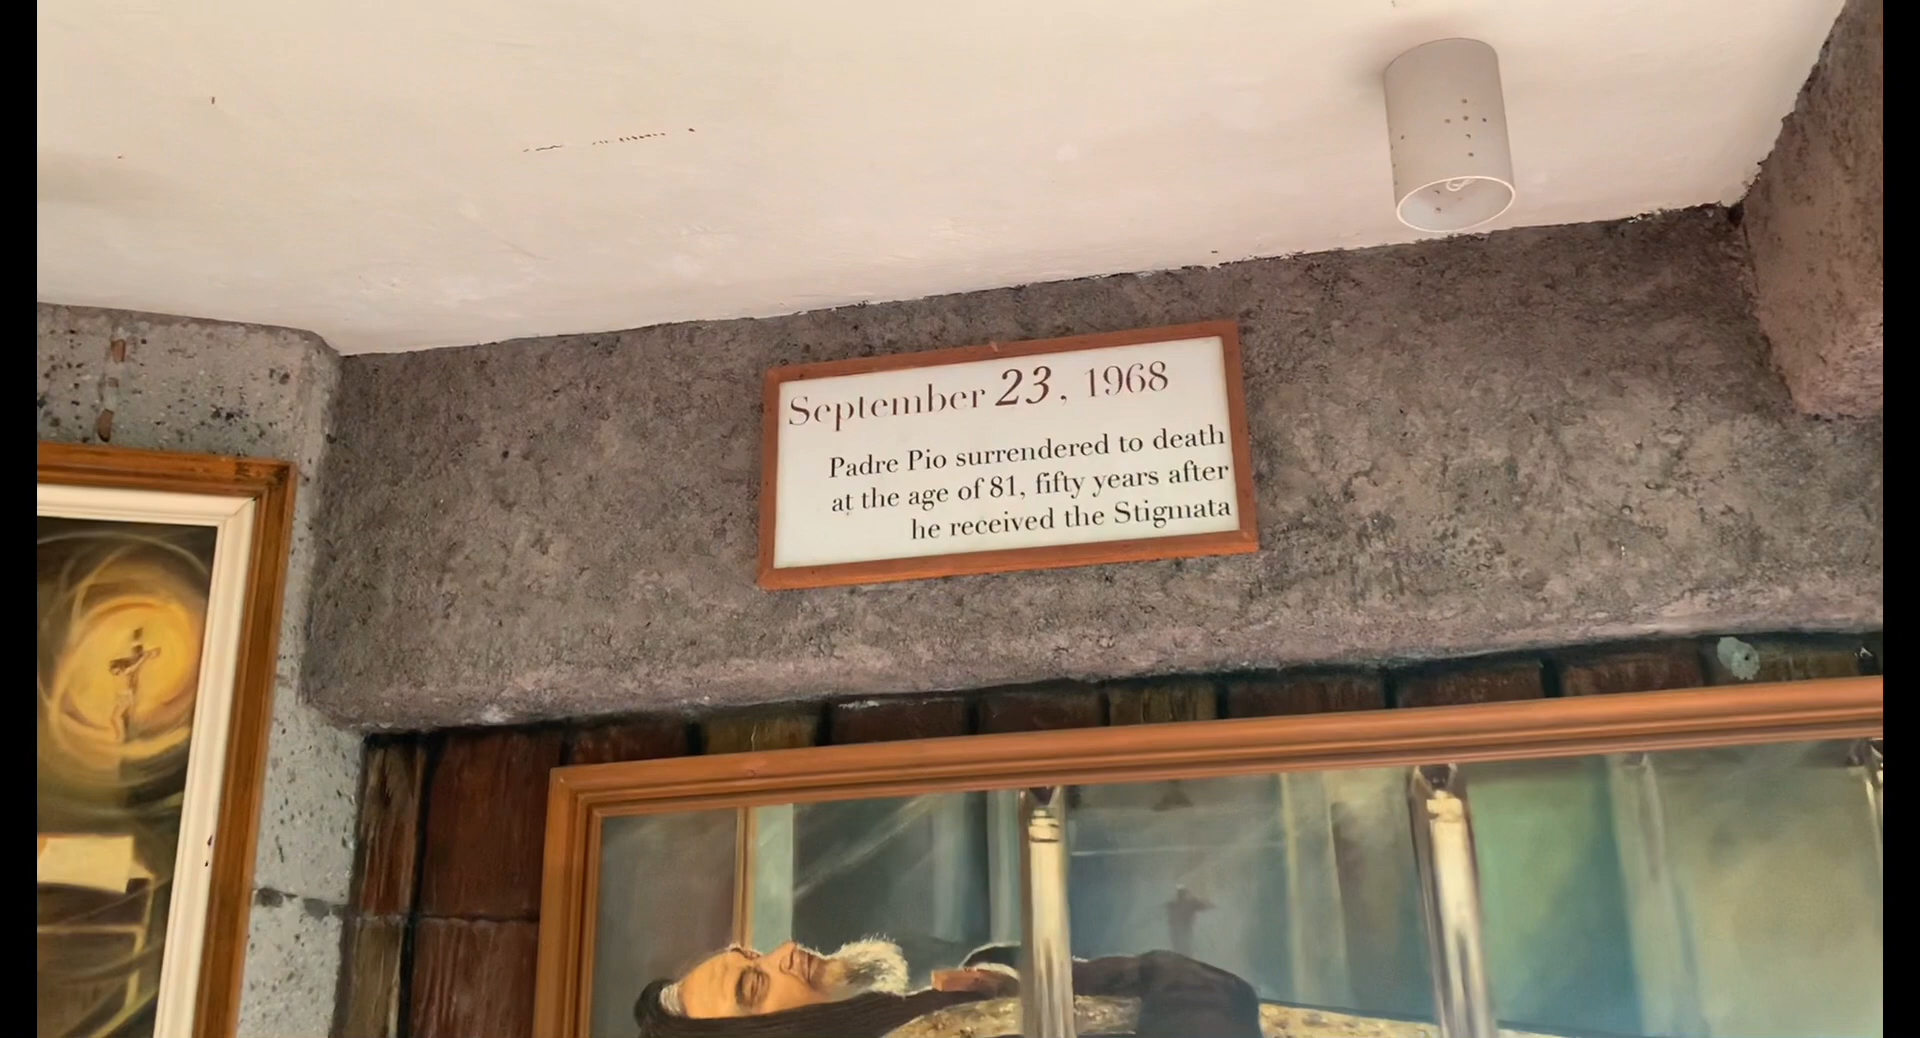 September 23, 1968
Padre Pio surrendered to death
at the age of 81, fifty years after
he received the Stigmata